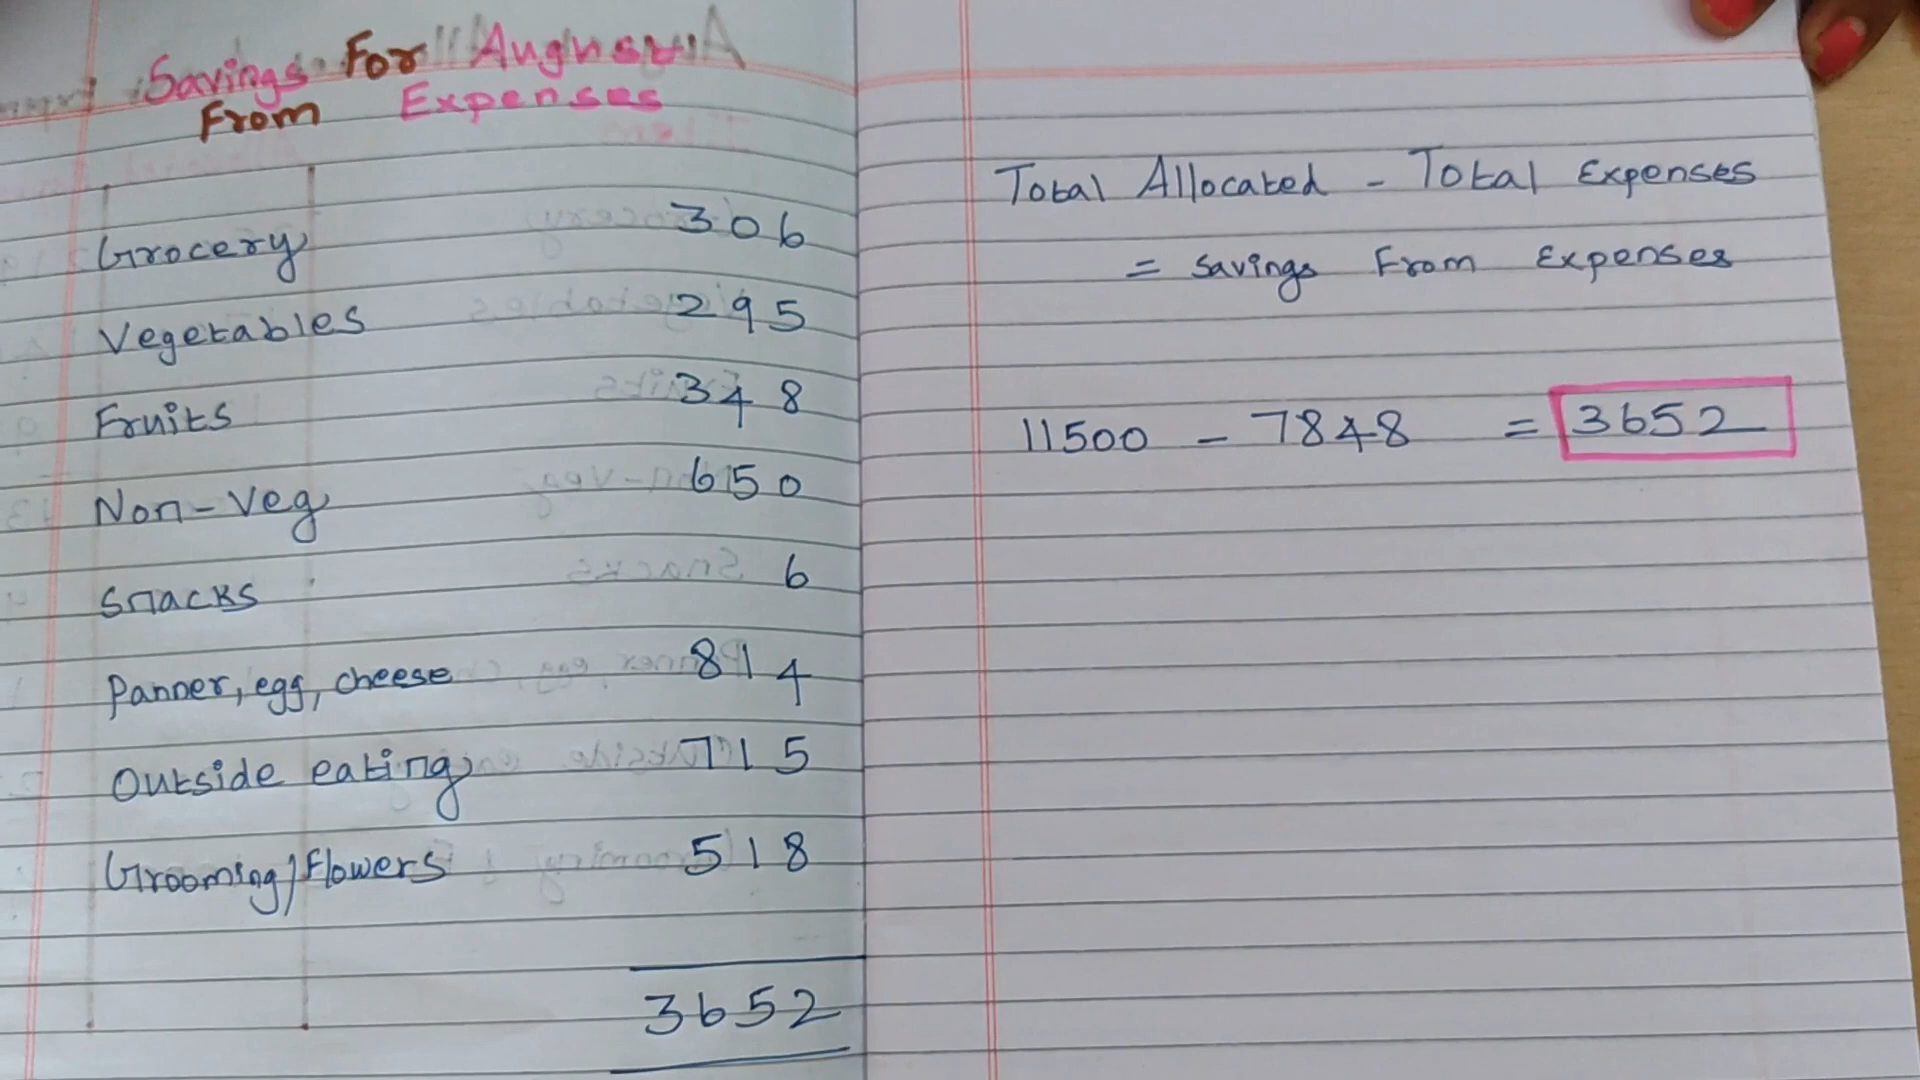 Savings For August
From Expenses
Grocery 306
Vegetables 295
Fruits 348
Non-Veg 650
Snacks 6
Panner, egg, cheese 814
Outside eating 715
Grooming/Flowers 518
3652
Total Allocated - Total Expenses
= Savings From Expenses
11500 - 7848 = 3652